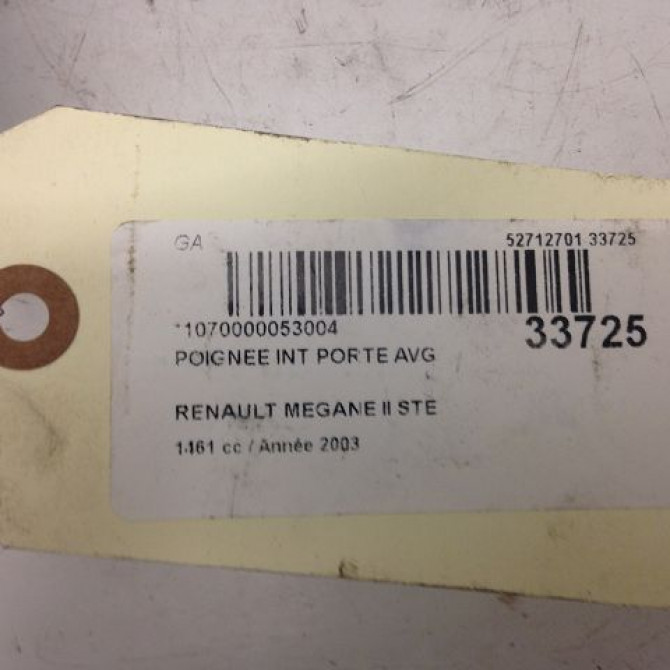 GA 52712701 33725
*1070000053004 33725
POIGNEE INT PORTE AVG
RENAULT MEGANE II STE
1461 cc / Année 2003